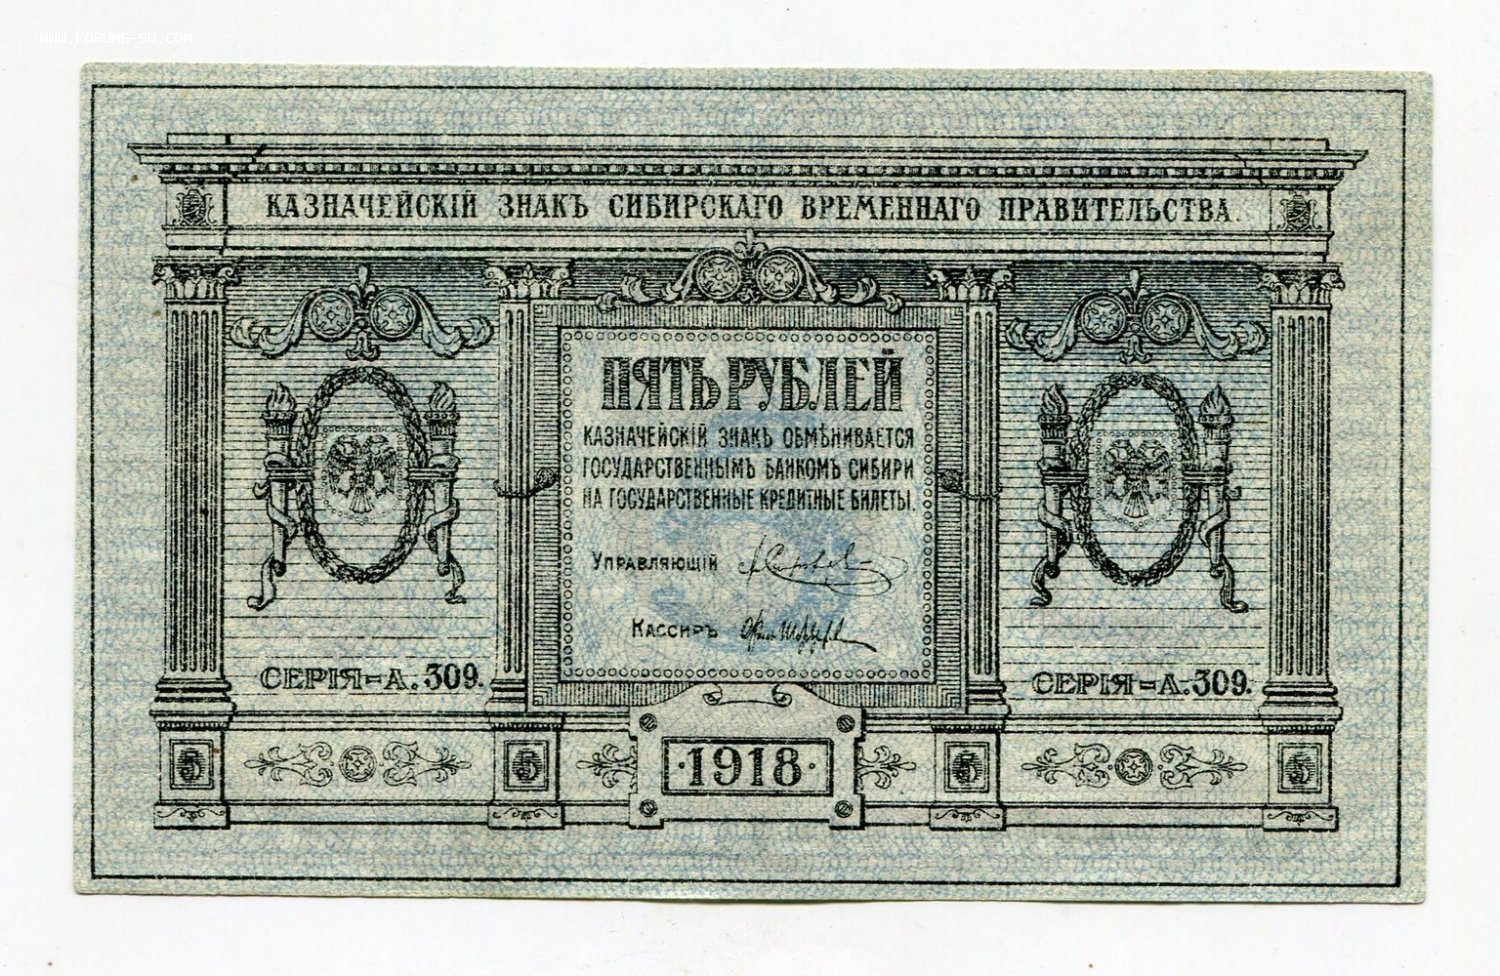 WWW.FORUMS-SU.COM
КАЗНАЧЕЙСКІЙ ЗНАКЪ СИБИРСКАГО ВРЕМЕННАГО ПРАВИТЕЛЬСТВА.
ПЯТЬ РУБЛЕЙ
КАЗНАЧЕЙСКІЙ ЗНАКЪ ОБМѢНИВАЕТСЯ
ГОСУДАРСТВЕННЫМЪ БАНКОМЪ СИБИРИ
НА ГОСУДАРСТВЕННЫЕ КРЕДИТНЫЕ БИЛЕТЫ.
УПРАВЛЯЮЩІЙ
КАССИРЪ
СЕРІЯ-А.309. СЕРІЯ-А.309.
5 5 5 5
·1918·